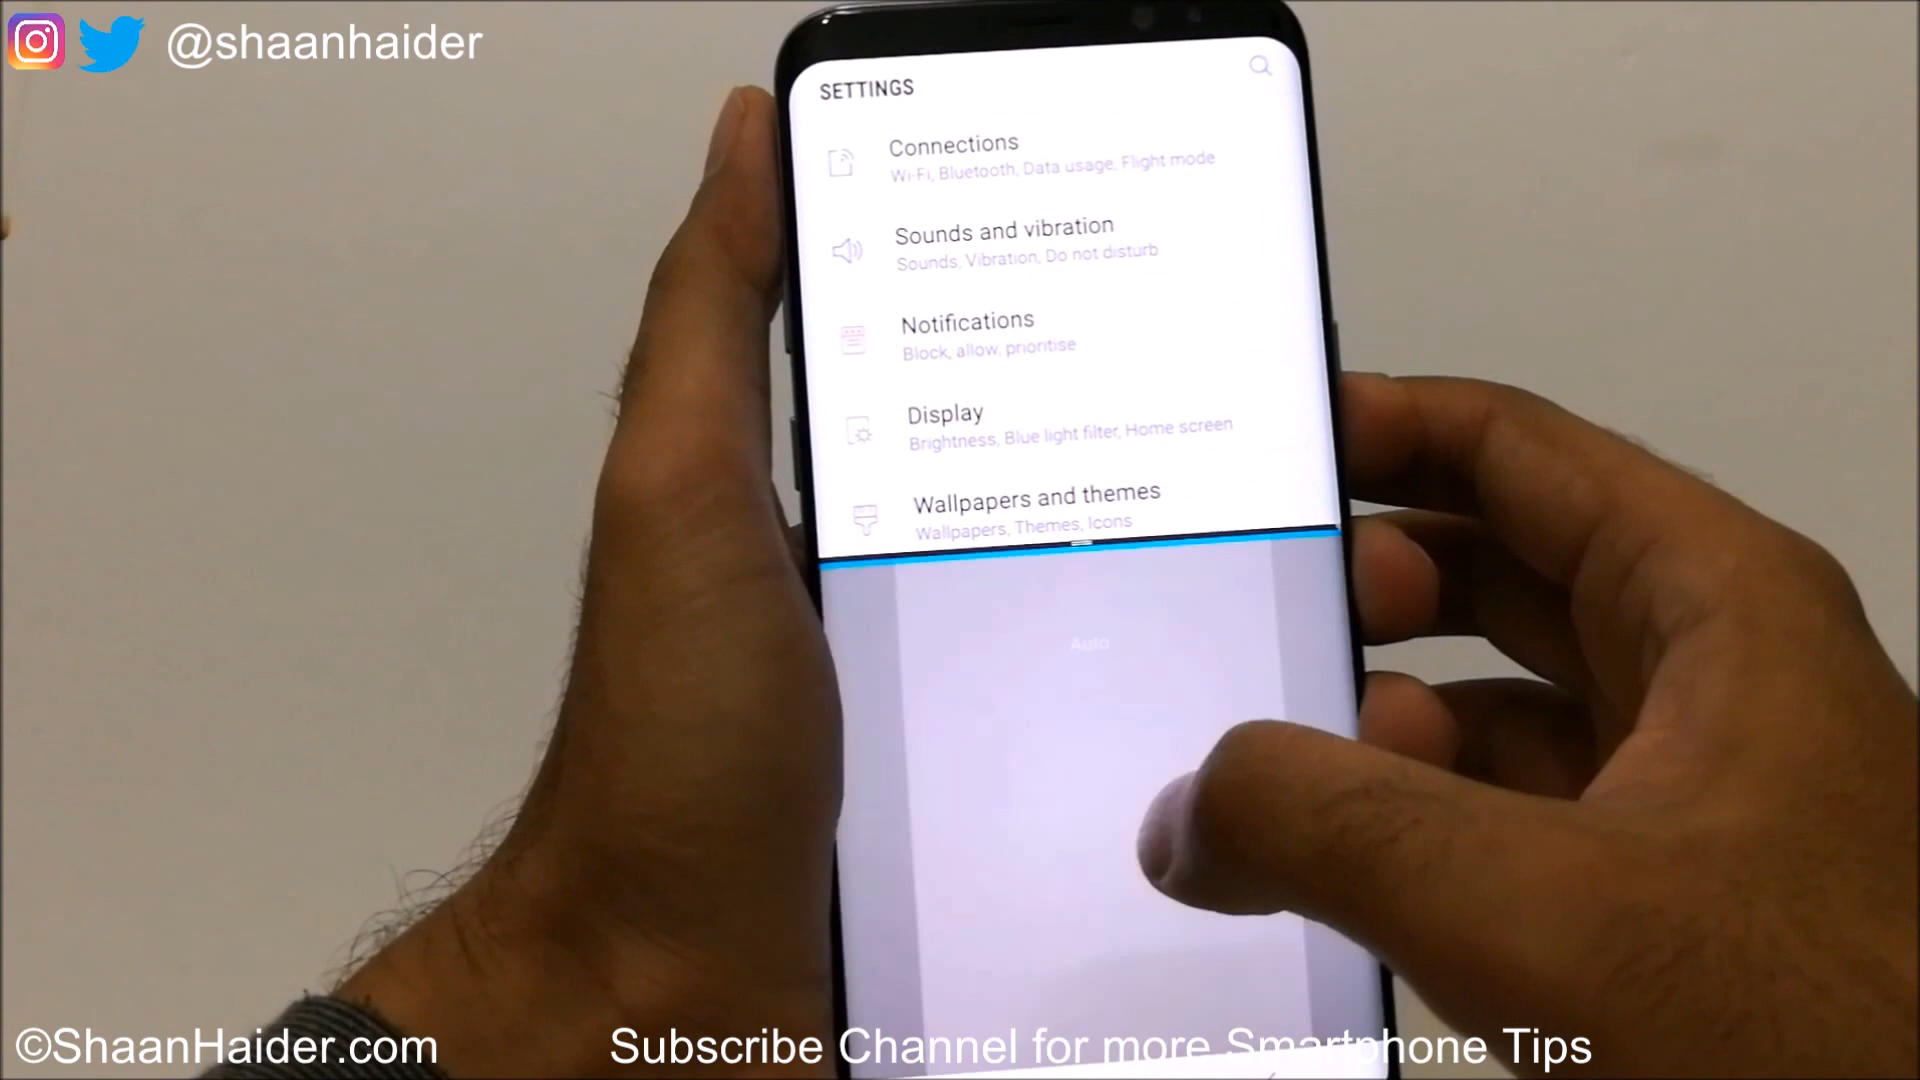 @shaanhaider
SETTINGS
Connections
Wi-Fi, Bluetooth, Data usage, Flight mode
Sounds and vibration
Sounds, Vibration, Do not disturb
Notifications
Block, allow, prioritise
Display
Brightness, Blue light filter, Home screen
Wallpapers and themes
Wallpapers, Themes, Icons
Auto
©ShaanHaider.com
Subscribe Channel for more Smartphone Tips